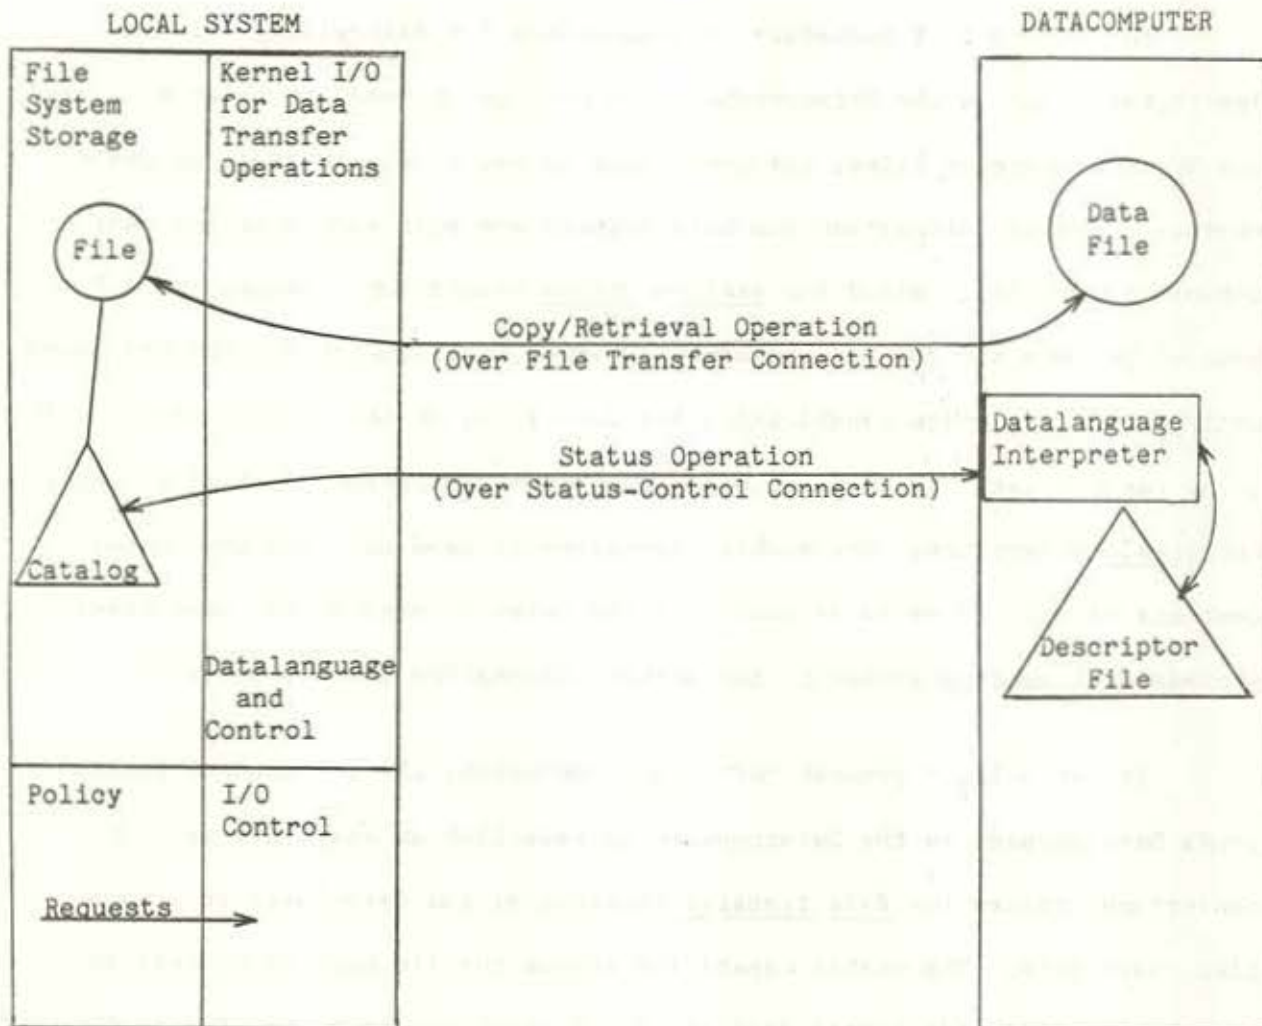 LOCAL SYSTEM
DATACOMPUTER
File
System
Storage
Kernel I/O
for Data
Transfer
Operations
File
Data
File
Copy/Retrieval Operation
(Over File Transfer Connection)
Datalanguage
Interpreter
Status Operation
(Over Status-Control Connection)
Catalog
Descriptor
File
Datalanguage
and
Control
Policy
I/O
Control
Requests